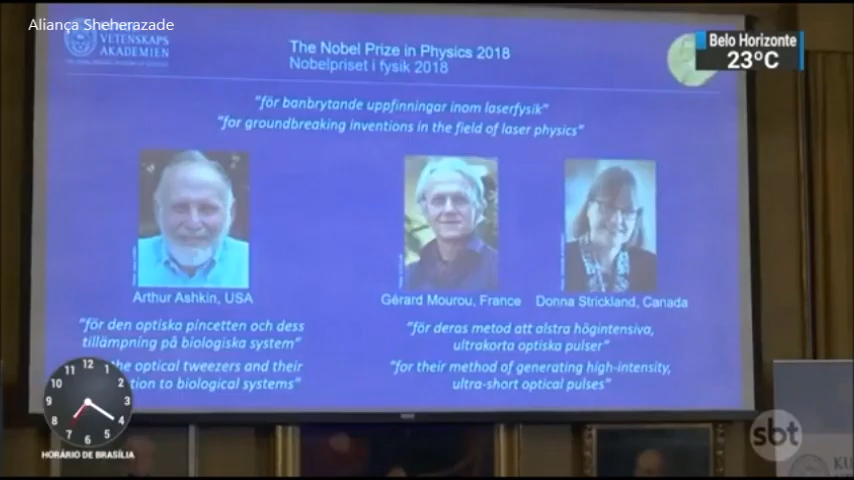 Aliança Sheherazade
VETENSKAPS
AKADEMIEN
The Nobel Prize in Physics 2018
Nobelpriset i fysik 2018
Belo Horizonte
23ºC
"för banbrytande uppfinningar inom laserfysik"
"for groundbreaking inventions in the field of laser physics"
Arthur Ashkin, USA
Gérard Mourou, France
Donna Strickland, Canada
"för den optiska pincetten och dess
tillämpning på biologiska system"
the optical tweezers and their
tion to biological systems"
"för deras metod att alstra högintensiva,
ultrakorta optiska pulser"
"for their method of generating high-intensity,
ultra-short optical pulses"
12
1
2
3
4
5
6
7
8
9
10
11
HORÁRIO DE BRASÍLIA
sbt
KU